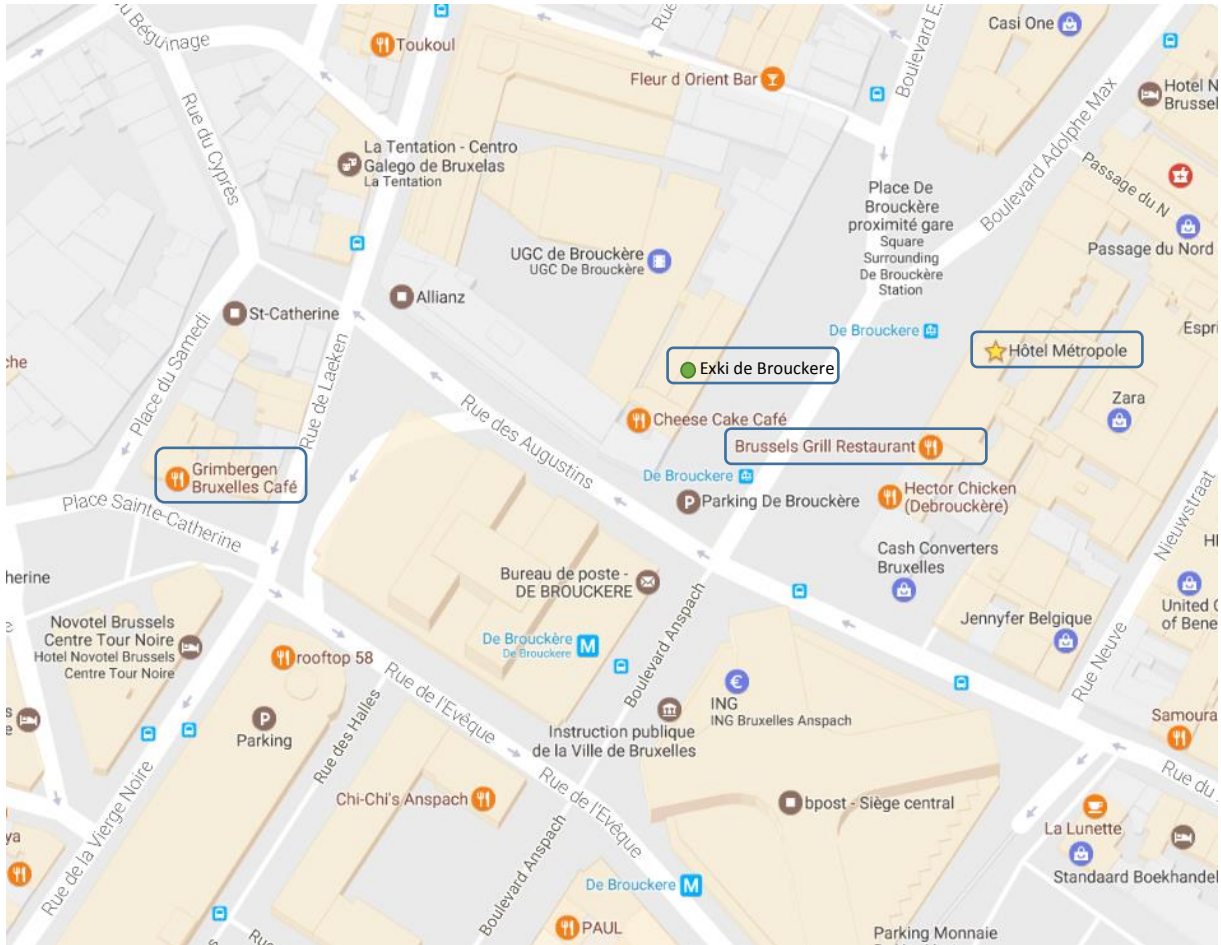 Casi One
Toukoul
Béguinage
Fleur d Orient Bar
Boulevard E
Hotel N
Brussel
Boulevard Adolphe Max
Rue du Cyprès
La Tentation - Centro
Galego de Bruxelas
La Tentation
Passage du N
Place De
Brouckère
proximité gare
Square
Surrounding
De Brouckère
Station
Passage du Nord
UGC de Brouckère
UGC De Brouckère
Allianz
St-Catherine
De Brouckere
Espri
Hôtel Métropole
che
Exki de Brouckere
Place du Samedi
Rue de Laeken
Zara
Cheese Cake Café
Rue des Augustins
Brussels Grill Restaurant
Grimbergen
Bruxelles Café
De Brouckere
Parking De Brouckère
Hector Chicken
(Debrouckère)
Place Sainte-Catherine
Nieuwstraat
Cash Converters
Bruxelles
herine
Bureau de poste -
DE BROUCKERE
Boulevard Anspach
Jennyfer Belgique
United C
of Bene
Novotel Brussels
Centre Tour Noire
Hotel Novotel Brussels
Centre Tour Noire
De Brouckère
De Brouckere
M
rooftop 58
Rue Neuve
ING
ING Bruxelles Anspach
Rue de l'Evêque
Rue des Halles
P
Parking
Instruction publique
de la Ville de Bruxelles
Samoura
Rue du
Chi-Chi's Anspach
Rue de l'Evêque
bpost - Siège central
Rue de la Vierge Noire
Boulevard Anspach
La Lunette
ya
Standaard Boekhandel
De Brouckere
M
PAUL
Parking Monnaie